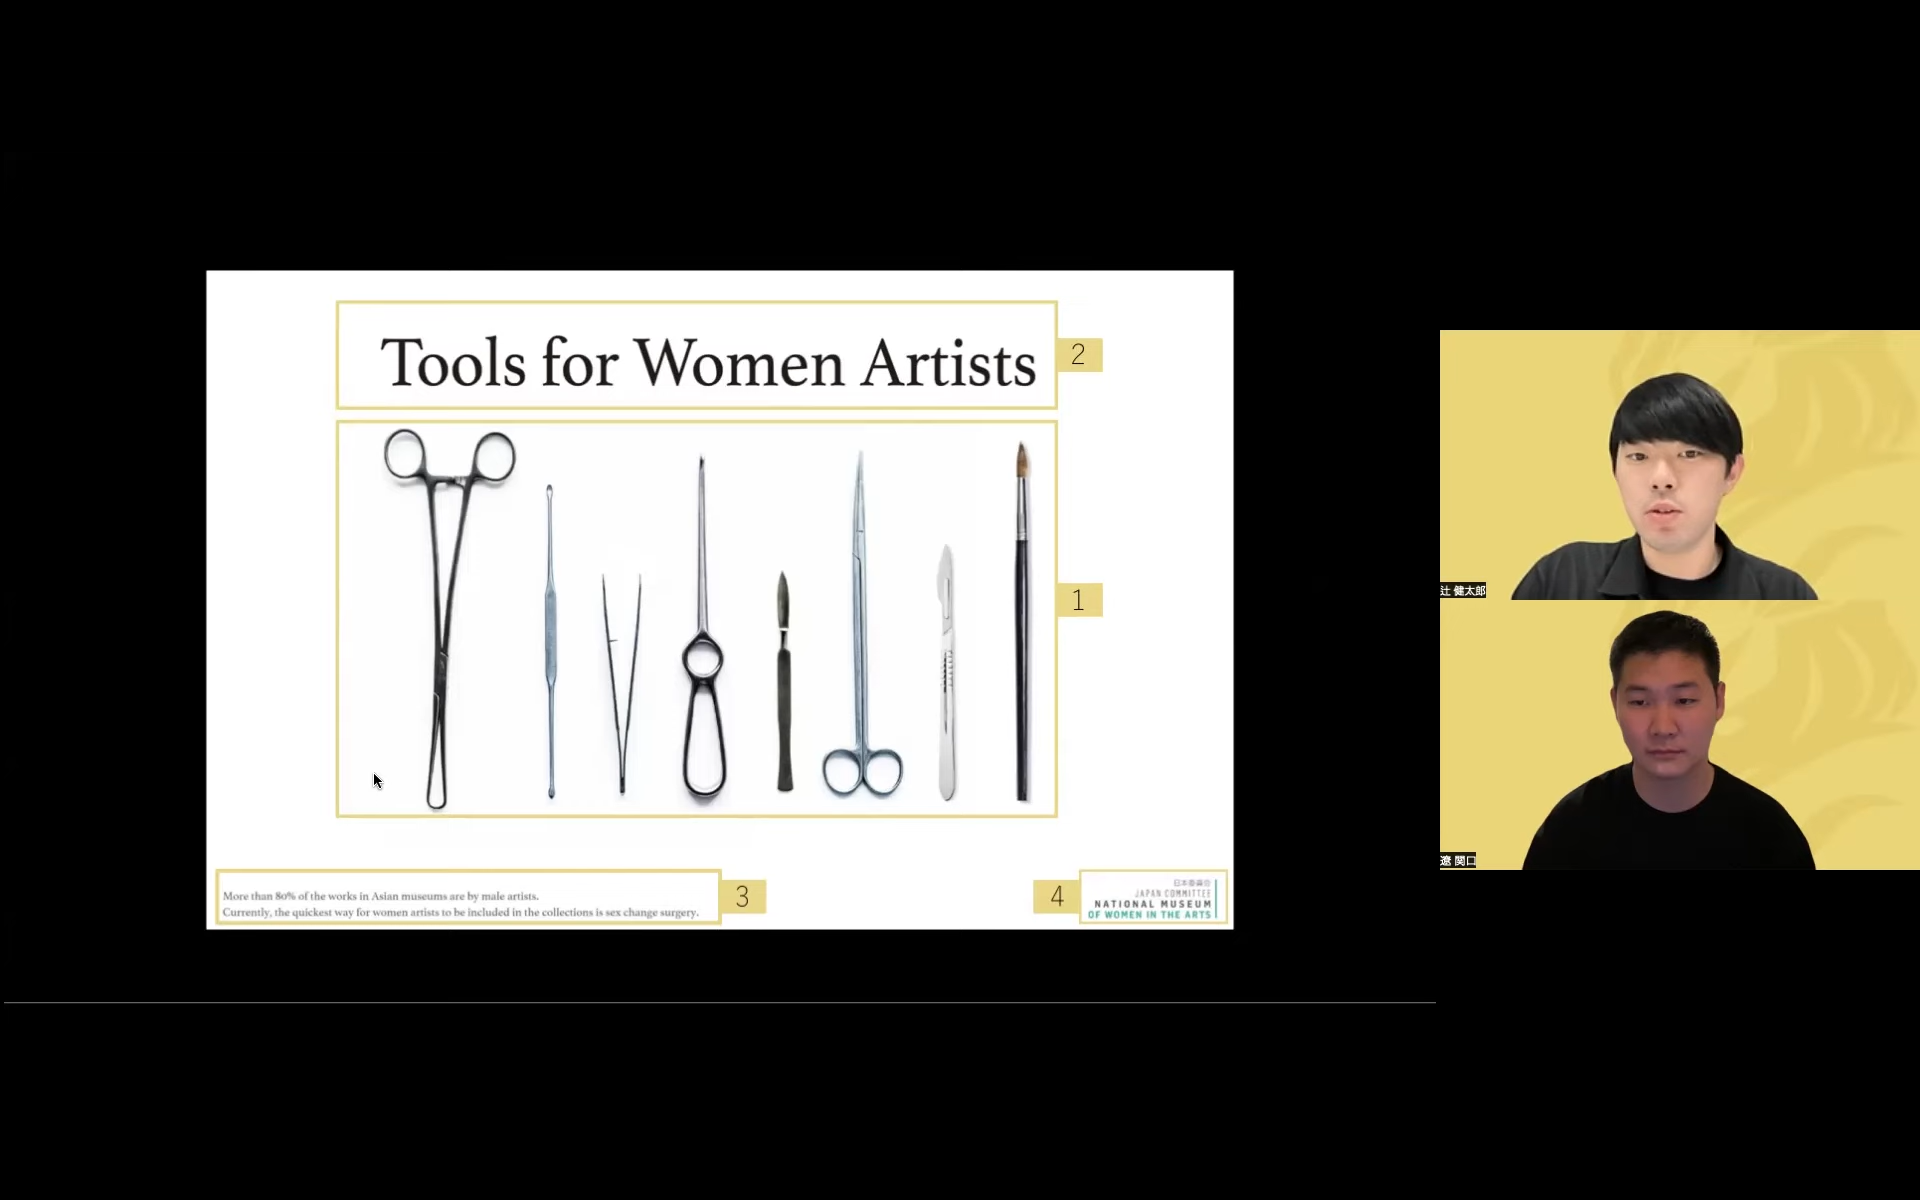 Tools for Women Artists
2
1
More than 80% of the works in Asian museums are by male artists.
Currently, the quickest way for women artists to be included in the collections is sex change surgery.
3
4
日本委員会
JAPAN COMMITTEE
NATIONAL MUSEUM
OF WOMEN IN THE ARTS
辻 健太郎
遼 関口